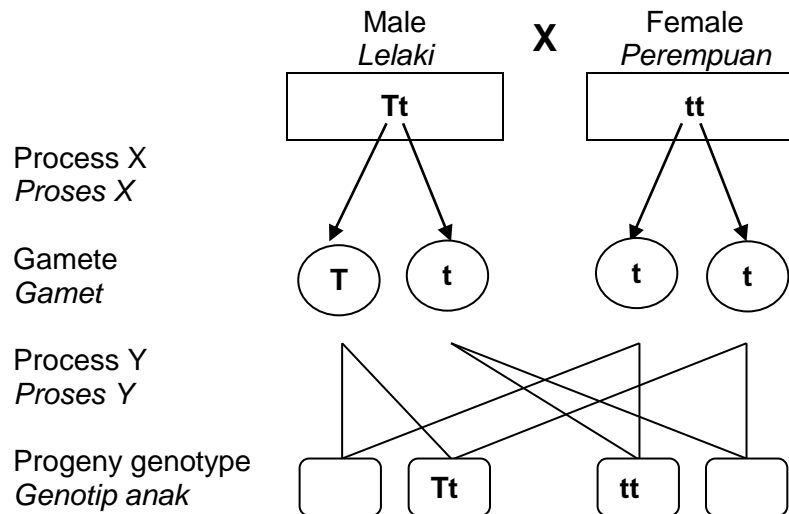 Male
Lelaki
X
Female
Perempuan
Tt
tt
Process X
Proses X
Gamete
Gamet
T
t
t
t
Process Y
Proses Y
Progeny genotype
Genotip anak
Tt
tt